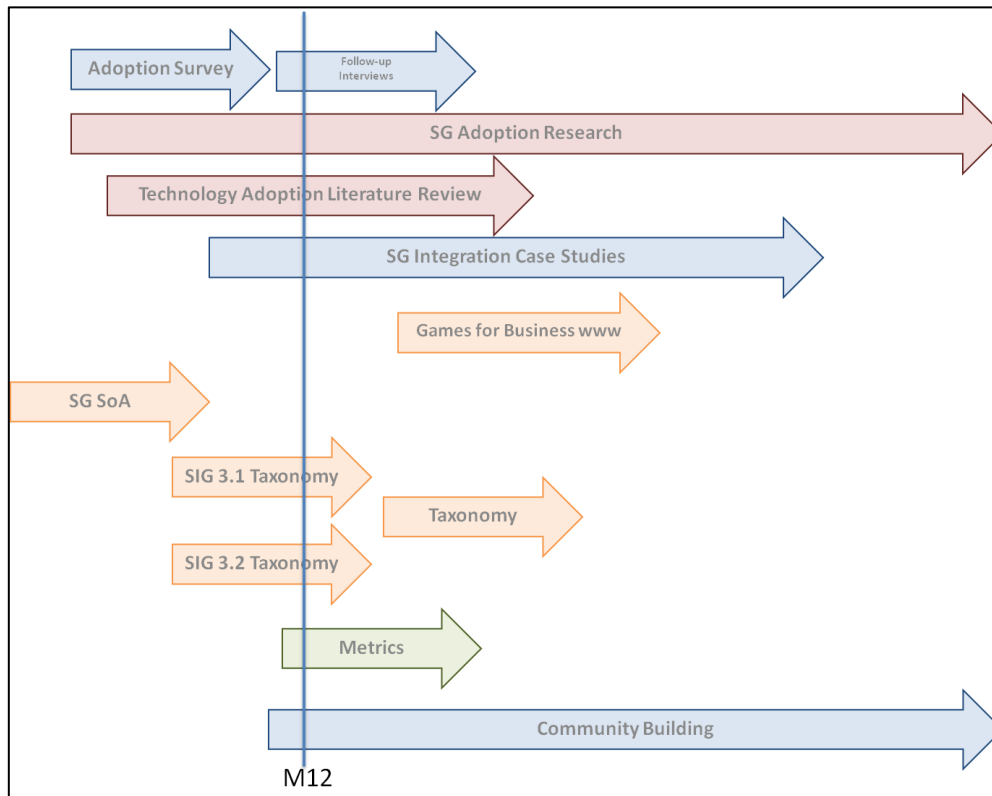 Adoption Survey
Follow-up
Interviews
SG Adoption Research
Technology Adoption Literature Review
SG Integration Case Studies
Games for Business www
SG SoA
SIG 3.1 Taxonomy
Taxonomy
SIG 3.2 Taxonomy
Metrics
Community Building
M12